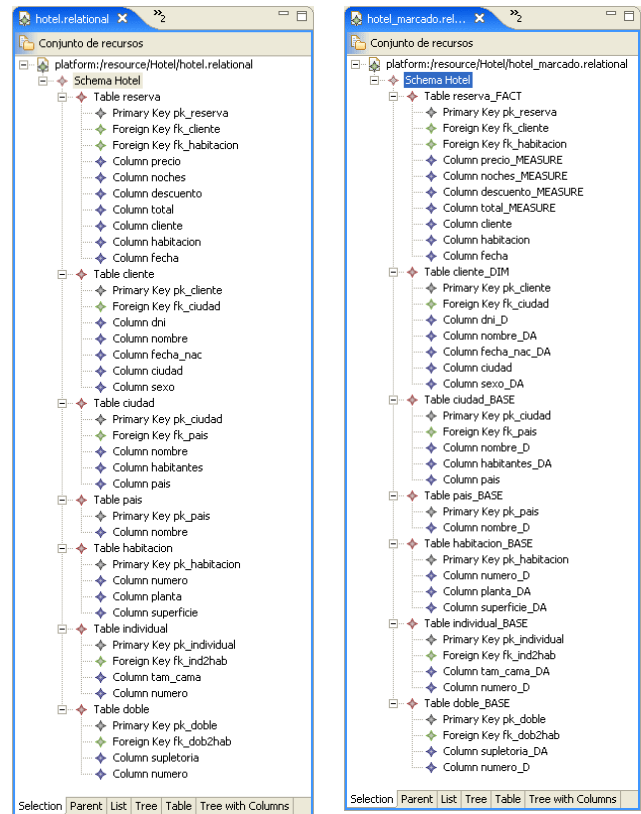 hotel.relational
»2
Conjunto de recursos
platform:/resource/Hotel/hotel.relational
Schema Hotel
Table reserva
Primary Key pk_reserva
Foreign Key fk_cliente
Foreign Key fk_habitacion
Column precio
Column noches
Column descuento
Column total
Column cliente
Column habitacion
Column fecha
Table cliente
Primary Key pk_cliente
Foreign Key fk_ciudad
Column dni
Column nombre
Column fecha_nac
Column ciudad
Column sexo
Table ciudad
Primary Key pk_ciudad
Foreign Key fk_pais
Column nombre
Column habitantes
Column pais
Table pais
Primary Key pk_pais
Column nombre
Table habitacion
Primary Key pk_habitacion
Column numero
Column planta
Column superficie
Table individual
Primary Key pk_individual
Foreign Key fk_ind2hab
Column tam_cama
Column numero
Table doble
Primary Key pk_doble
Foreign Key fk_dob2hab
Column supletoria
Column numero
Selection Parent List Tree Table Tree with Columns
hotel_marcado.rel...
»2
Conjunto de recursos
platform:/resource/Hotel/hotel_marcado.relational
Schema Hotel
Table reserva_FACT
Primary Key pk_reserva
Foreign Key fk_cliente
Foreign Key fk_habitacion
Column precio_MEASURE
Column noches_MEASURE
Column descuento_MEASURE
Column total_MEASURE
Column cliente
Column habitacion
Column fecha
Table cliente_DIM
Primary Key pk_cliente
Foreign Key fk_ciudad
Column dni_D
Column nombre_DA
Column fecha_nac_DA
Column ciudad
Column sexo_DA
Table ciudad_BASE
Primary Key pk_ciudad
Foreign Key fk_pais
Column nombre_D
Column habitantes_DA
Column pais
Table pais_BASE
Primary Key pk_pais
Column nombre_D
Table habitacion_BASE
Primary Key pk_habitacion
Column numero_D
Column planta_DA
Column superficie_DA
Table individual_BASE
Primary Key pk_individual
Foreign Key fk_ind2hab
Column tam_cama_DA
Column numero_D
Table doble_BASE
Primary Key pk_doble
Foreign Key fk_dob2hab
Column supletoria_DA
Column numero_D
Selection Parent List Tree Table Tree with Columns